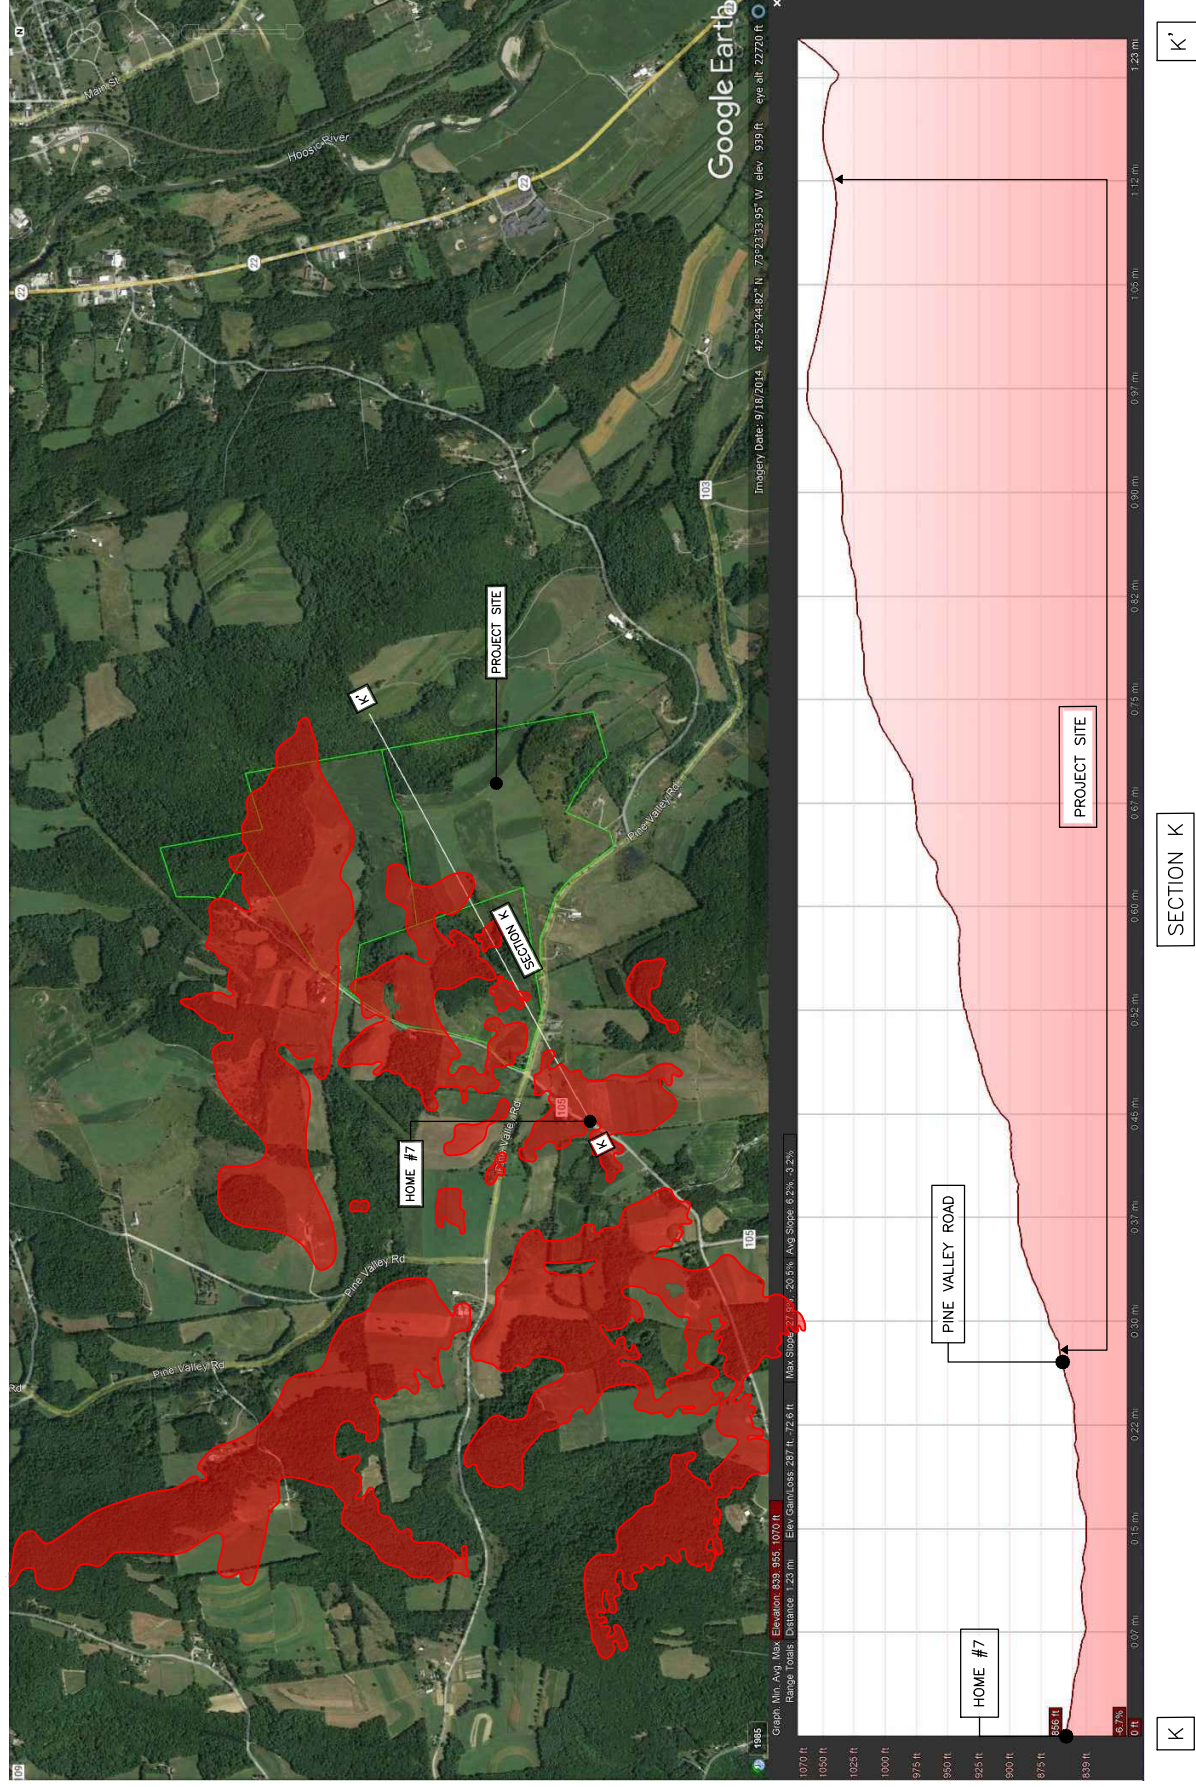 N
Main St
Hoosic River
22
22
22
22
Google Earth
109
Rd
Pine Valley Rd
Pine Valley Rd
Pine Valley Rd
103
105
105
K'
PROJECT SITE
SECTION K
HOME #7
K
1985
Imagery Date: 9/18/2014 42°52'44.82" N 73°23'33.95" W elev 939 ft eye alt 22720 ft
Graph: Min, Avg, Max Elevation: 839, 955, 1070 ft
Range Totals: Distance: 1.23 mi Elev Gain/Loss: 287 ft, -72.6 ft Max Slope: 27.9%, -20.5% Avg Slope: 6.2%, -3.2%
1070 ft
1050 ft
1025 ft
1000 ft
975 ft
950 ft
925 ft
900 ft
875 ft
839 ft
HOME #7
PINE VALLEY ROAD
PROJECT SITE
856 ft
-6.7%
0 ft
0.07 mi
0.15 mi
0.22 mi
0.30 mi
0.37 mi
0.45 mi
0.52 mi
0.60 mi
0.67 mi
0.75 mi
0.82 mi
0.90 mi
0.97 mi
1.05 mi
1.12 mi
1.23 mi
K
SECTION K
K'